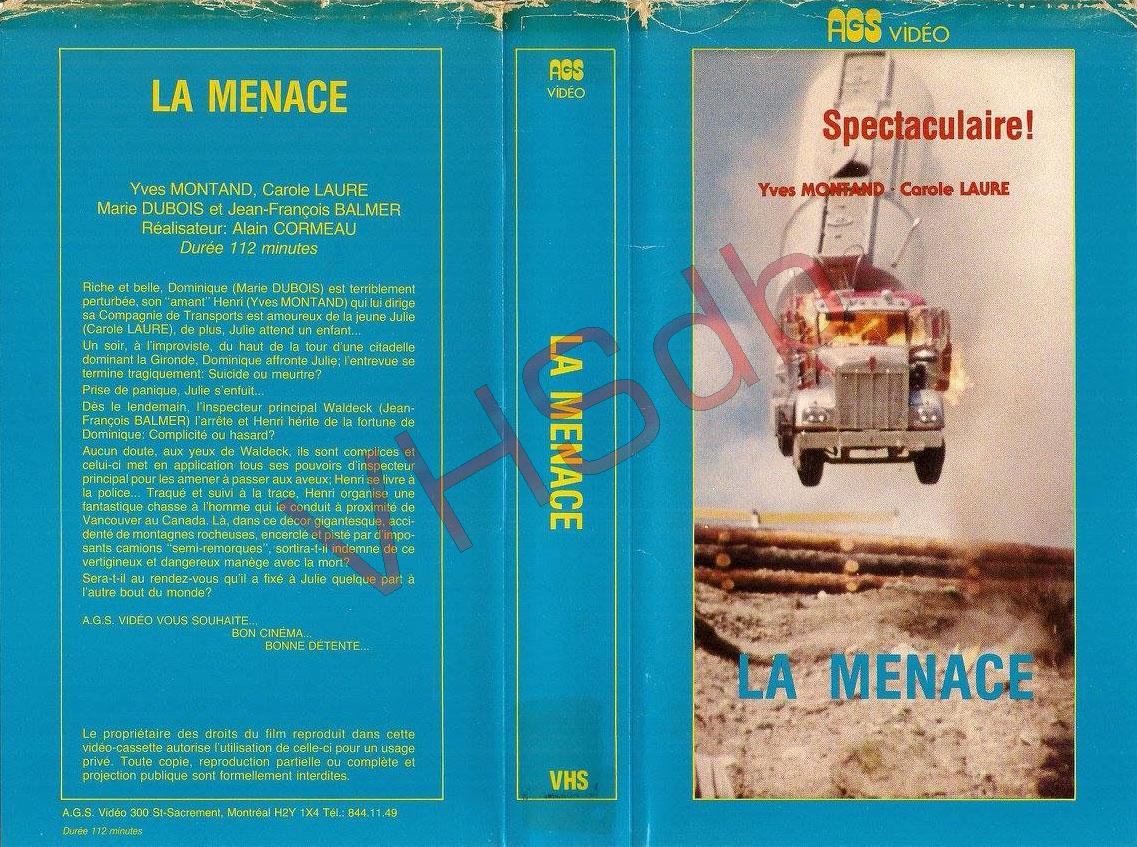 LA MENACE
Yves MONTAND, Carole LAURE
Marie DUBOIS et Jean-François BALMER
Réalisateur: Alain CORMEAU
Durée 112 minutes
Riche et belle, Dominique (Marie DUBOIS) est terriblement
perturbée, son "amant" Henri (Yves MONTAND) qui lui dirige
sa Compagnie de Transports est amoureux de la jeune Julie
(Carole LAURE), de plus, Julie attend un enfant...
Un soir, à l'improviste, du haut de la tour d'une citadelle
dominant la Gironde, Dominique affronte Julie; l'entrevue se
termine tragiquement: Suicide ou meurtre?
Prise de panique, Julie s'enfuit...
Dès le lendemain, l'inspecteur principal Waldeck (Jean-
François BALMER) l'arrête et Henri hérite de la fortune de
Dominique: Complicité ou hasard?
Aucun doute, aux yeux de Waldeck, ils sont complices et
celui-ci met en application tous ses pouvoirs d'inspecteur
principal pour les amener à passer aux aveux; Henri se livre à
la police... Traqué et suivi à la trace, Henri organise une
fantastique chasse à l'homme qui le conduit à proximité de
Vancouver au Canada. Là, dans ce décor gigantesque, acci-
denté de montagnes rocheuses, encerclé et pisté par d'impo-
sants camions "semi-remorques", sortira-t-il indemne de ce
vertigineux et dangereux manège avec la mort?
Sera-t-il au rendez-vous qu'il a fixé à Julie quelque part à
l'autre bout du monde?
A.G.S. VIDÉO VOUS SOUHAITE...
BON CINÉMA...
BONNE DÉTENTE...
Le propriétaire des droits du film reproduit dans cette
vidéo-cassette autorise l'utilisation de celle-ci pour un usage
privé. Toute copie, reproduction partielle ou complète et
projection publique sont formellement interdites.
A.G.S. Vidéo 300 St-Sacrement, Montréal H2Y 1X4 Tél.: 844.11.49
Durée 112 minutes
AGS
VIDÉO
LA MENACE
VHS
AGS VIDÉO
Spectaculaire!
Yves MONTAND · Carole LAURE
LA MENACE
VHSdb